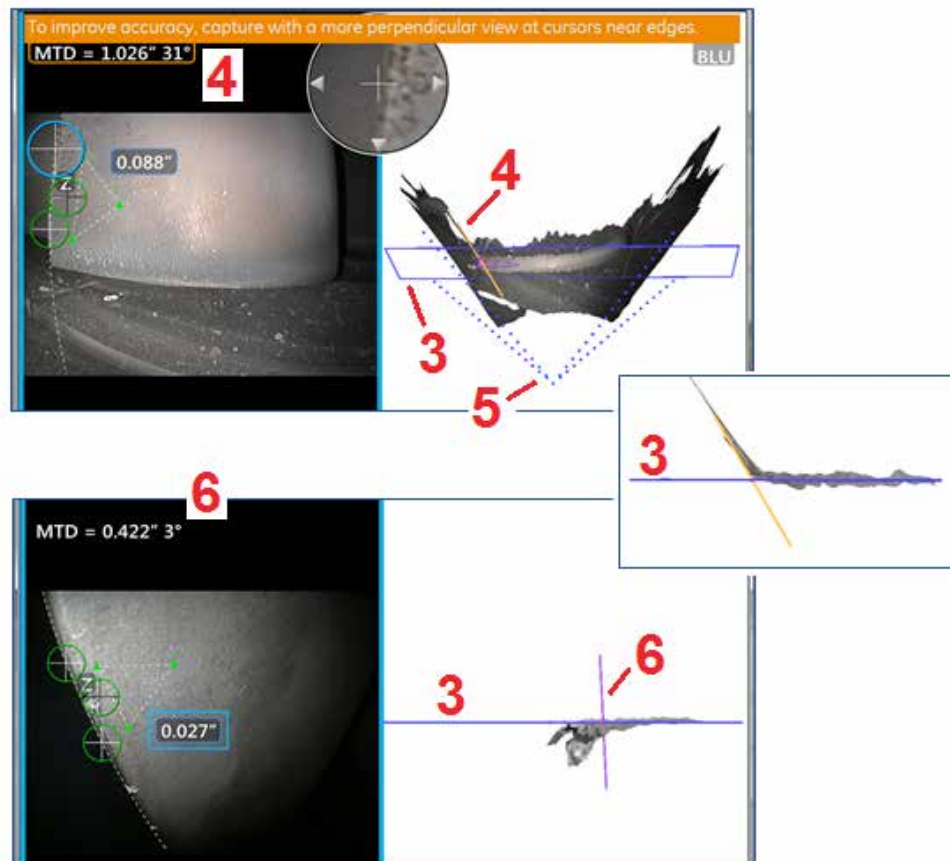 To improve accuracy, capture with a more perpendicular view at cursors near edges.
MTD = 1.026" 31°
4
BLU
0.088"
Z
4
3
5
3
6
MTD = 0.422" 3°
6
3
Z
0.027"